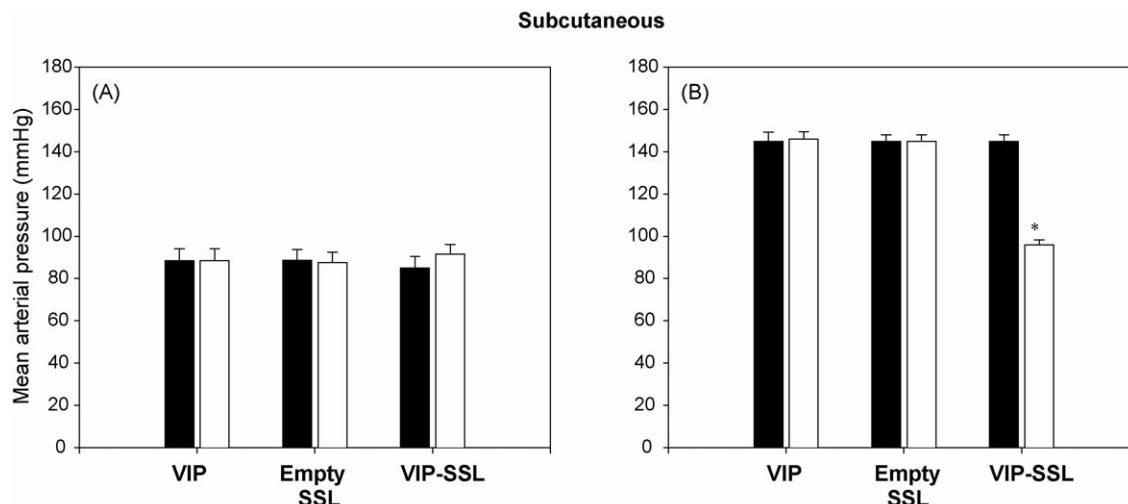 Subcutaneous
Mean arterial pressure (mmHg)
(A)
180
160
140
120
100
80
60
40
20
0
VIP
Empty
SSL
VIP-SSL
(B)
180
160
140
120
100
80
60
40
20
0
*
VIP
Empty
SSL
VIP-SSL